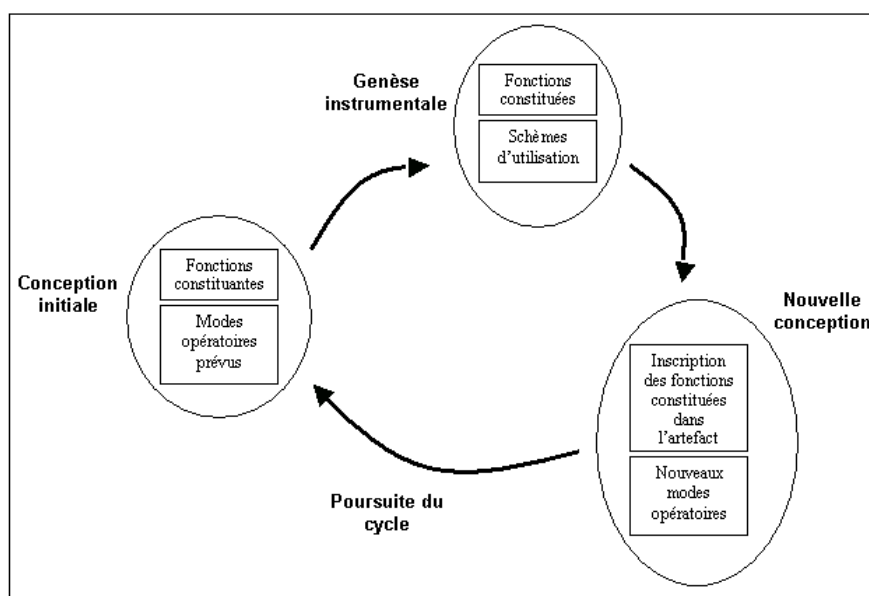 Genèse
instrumentale
Fonctions
constituées
Schèmes
d'utilisation
Conception
initiale
Fonctions
constituantes
Modes
opératoires
prévus
Nouvelle
conception
Inscription
des fonctions
constituées
dans
l'artefact
Nouveaux
modes
opératoires
Poursuite du
cycle